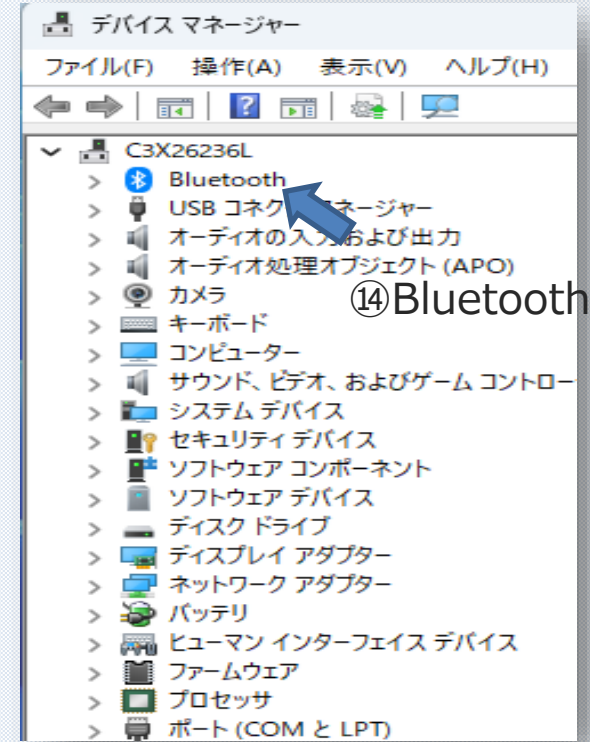 デバイス マネージャー
ファイル(F) 操作(A) 表示(V) ヘルプ(H)
C3X26236L
Bluetooth
USB コネク マネージャー
オーディオの入力および出力
オーディオ処理オブジェクト (APO)
カメラ
⑭Bluetooth
キーボード
コンピューター
サウンド、ビデオ、およびゲーム コントロー
システム デバイス
セキュリティ デバイス
ソフトウェア コンポーネント
ソフトウェア デバイス
ディスク ドライブ
ディスプレイ アダプター
ネットワーク アダプター
バッテリ
ヒューマン インターフェイス デバイス
ファームウェア
プロセッサ
ポート (COM と LPT)